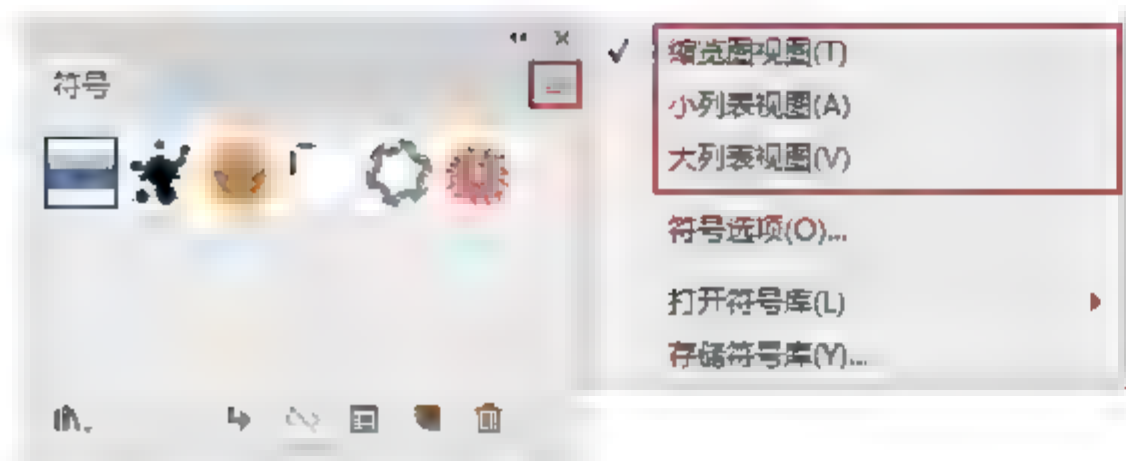 符号
缩览图视图(T)
小列表视图(A)
大列表视图(V)
符号选项(O)...
打开符号库(L)
存储符号库(Y)...